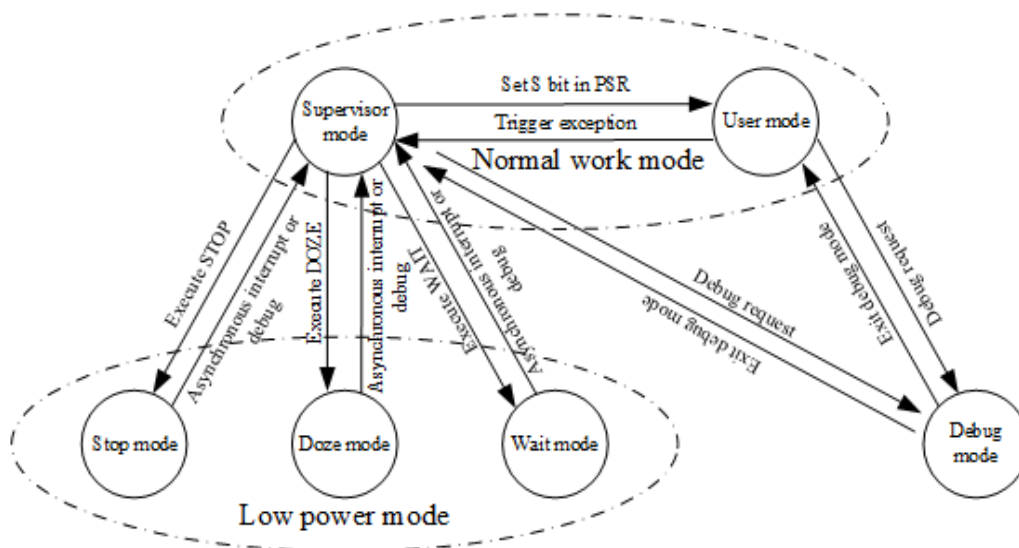 Set S bit in PSR
Supervisor
mode
User mode
Trigger exception
Normal work mode
Execute STOP
Asynchronous interrupt or
debug
Execute DOZE
Asynchronous interrupt or
debug
Execute WAIT
Asynchronous interrupt or
debug
Debug request
Exit debug mode
Debug request
Exit debug mode
Stop mode
Doze mode
Wait mode
Debug
mode
Low power mode